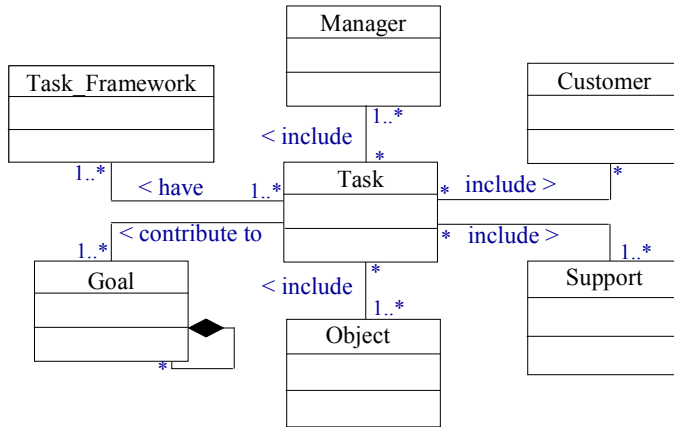 Manager
Task_Framework
Customer
1..*
< include
1..*
*
*
< have
1..*
Task
*
include >
< contribute to
*
include >
1..*
1..*
Goal
*
< include
Support
1..*
Object
*